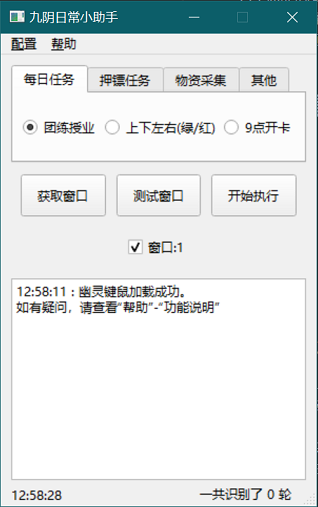 九阴日常小助手
配置 帮助
每日任务 押镖任务 物资采集 其他
团练授业 上下左右(绿/红) 9点开卡
获取窗口 测试窗口 开始执行
窗口:1
12:58:11 : 幽灵键鼠加载成功。
如有疑问，请查看“帮助”-“功能说明”
12:58:28 一共识别了 0 轮